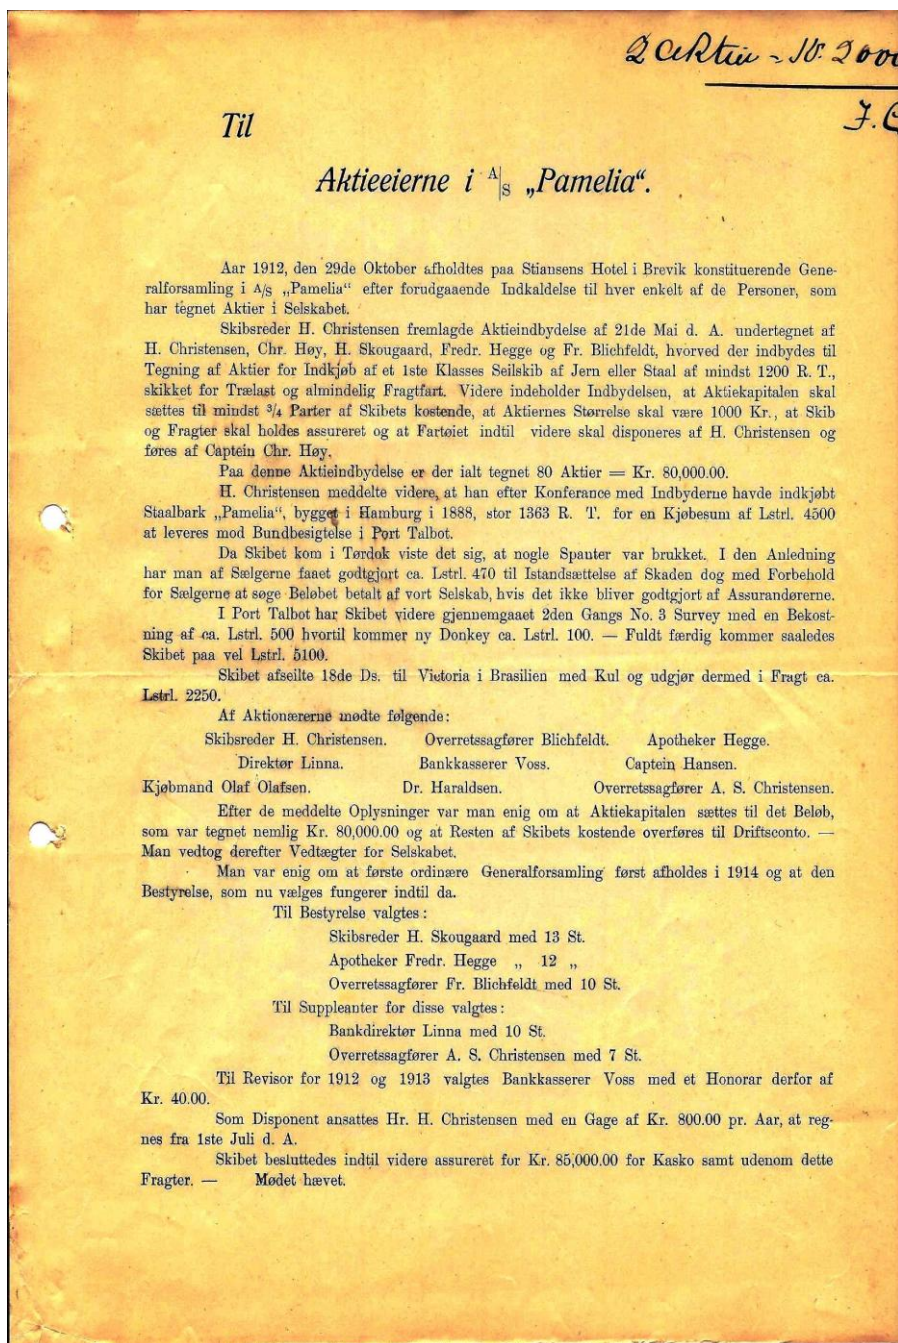 2 Aktier = Kr. 2000
Til
Aktieeierne i A/S „Pamelia“.
Aar 1912, den 29de Oktober afholdtes paa Stiansens Hotel i Brevik konstituerende Gene-
ralforsamling i A/S „Pamelia“ efter forudgaaende Indkaldelse til hver enkelt af de Personer, som
har tegnet Aktier i Selskabet.
Skibsreder H. Christensen fremlagde Aktieindbydelse af 21de Mai d. A. undertegnet af
H. Christensen, Chr. Høy, H. Skougaard, Fredr. Hegge og Fr. Blichfeldt, hvorved der indbydes til
Tegning af Aktier for Indkjøb af et 1ste Klasses Seilskib af Jern eller Staal af mindst 1200 R. T.,
skikket for Trælast og almindelig Fragtfart. Videre indeholder Indbydelsen, at Aktiekapitalen skal
sættes til mindst ³/₄ Parter af Skibets kostende, at Aktiernes Størrelse skal være 1000 Kr., at Skib
og Fragter skal holdes assureret og at Fartøiet indtil videre skal disponeres af H. Christensen og
føres af Captein Chr. Høy.
Paa denne Aktieindbydelse er der ialt tegnet 80 Aktier = Kr. 80,000.00.
H. Christensen meddelte videre, at han efter Konferance med Indbyderne havde indkjøbt
Staalbark „Pamelia“, bygget i Hamburg i 1888, stor 1363 R. T. for en Kjøbesum af Lstrl. 4500
at leveres mod Bundbesigtelse i Port Talbot.
Da Skibet kom i Tørdok viste det sig, at nogle Spanter var brukket. I den Anledning
har man af Sælgerne faaet godtgjort ca. Lstrl. 470 til Istandsættelse af Skaden dog med Forbehold
for Sælgerne at søge Beløbet betalt af vort Selskab, hvis det ikke bliver godtgjort af Assurandørerne.
I Port Talbot har Skibet videre gjennemgaaet 2den Gangs No. 3 Survey med en Bekost-
ning af ca. Lstrl. 500 hvortil kommer ny Donkey ca. Lstrl. 100. — Fuldt færdig kommer saaledes
Skibet paa vel Lstrl. 5100.
Skibet afseilte 18de Ds. til Victoria i Brasilien med Kul og udgjør dermed i Fragt ca.
Lstrl. 2250.
Af Aktionærerne mødte følgende:
Skibsreder H. Christensen. Overretssagfører Blichfeldt. Apotheker Hegge.
Direktør Linna. Bankkasserer Voss. Captein Hansen.
Kjøbmand Olaf Olafsen. Dr. Haraldsen. Overretssagfører A. S. Christensen.
Efter de meddelte Oplysninger var man enig om at Aktiekapitalen sættes til det Beløb,
som var tegnet nemlig Kr. 80,000.00 og at Resten af Skibets kostende overføres til Driftsconto. —
Man vedtog derefter Vedtægter for Selskabet.
Man var enig om at første ordinære Generalforsamling først afholdes i 1914 og at den
Bestyrelse, som nu vælges fungerer indtil da.
Til Bestyrelse valgtes:
Skibsreder H. Skougaard med 13 St.
Apotheker Fredr. Hegge „ 12 „
Overretssagfører Fr. Blichfeldt med 10 St.
Til Suppleanter for disse valgtes:
Bankdirektør Linna med 10 St.
Overretssagfører A. S. Christensen med 7 St.
Til Revisor for 1912 og 1913 valgtes Bankkasserer Voss med et Honorar derfor af
Kr. 40.00.
Som Disponent ansattes Hr. H. Christensen med en Gage af Kr. 800.00 pr. Aar, at reg-
nes fra 1ste Juli d. A.
Skibet besluttedes indtil videre assureret for Kr. 85,000.00 for Kasko samt udenom dette
Fragter. — Mødet hævet.